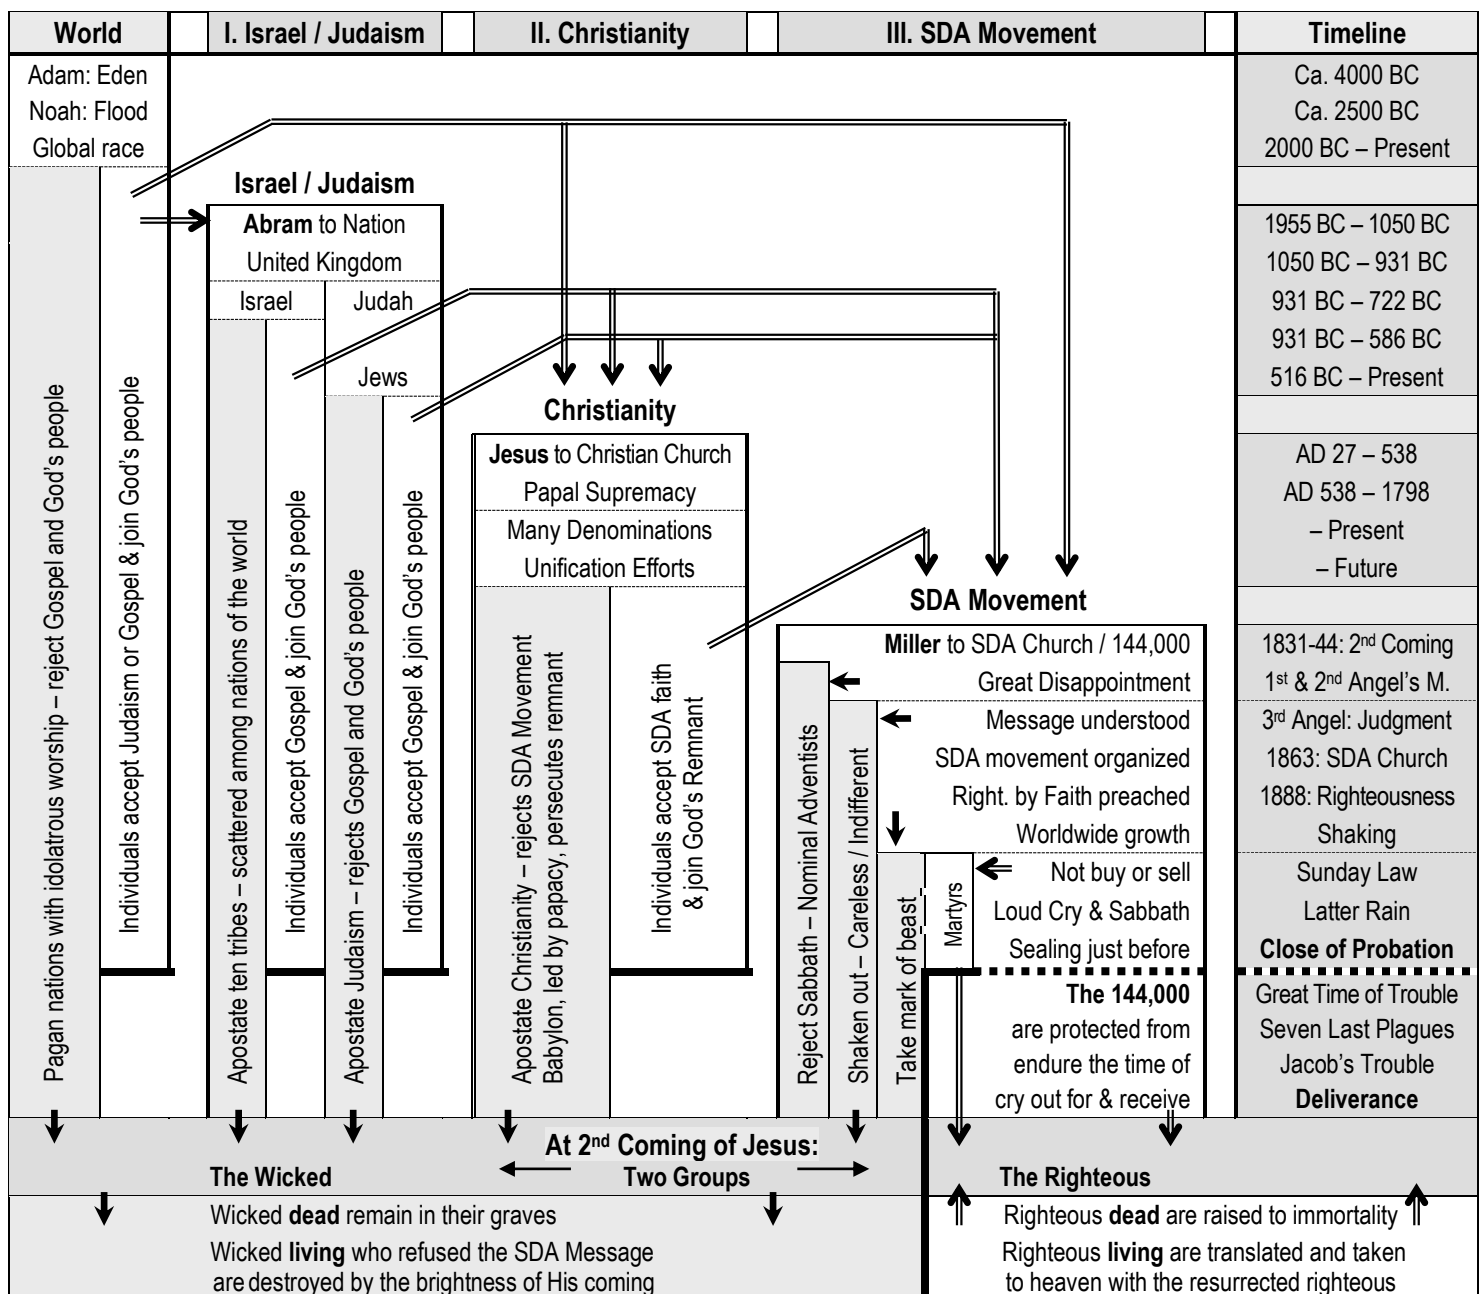 World
I. Israel / Judaism
II. Christianity
III. SDA Movement
Timeline
Adam: Eden
Noah: Flood
Global race
Ca. 4000 BC
Ca. 2500 BC
2000 BC – Present
Pagan nations with idolatrous worship – reject Gospel and God's people
Individuals accept Judaism or Gospel & join God's people
Israel / Judaism
Abram to Nation
United Kingdom
Israel
Judah
Jews
1955 BC – 1050 BC
1050 BC – 931 BC
931 BC – 722 BC
931 BC – 586 BC
516 BC – Present
Apostate ten tribes – scattered among nations of the world
Individuals accept Gospel & join God's people
Apostate Judaism – rejects Gospel and God's people
Individuals accept Gospel & join God's people
Christianity
Jesus to Christian Church
Papal Supremacy
Many Denominations
Unification Efforts
AD 27 – 538
AD 538 – 1798
– Present
– Future
Apostate Christianity – rejects SDA Movement
Babylon, led by papacy, persecutes remnant
Individuals accept SDA faith
& join God's Remnant
SDA Movement
Miller to SDA Church / 144,000
Great Disappointment
Message understood
SDA movement organized
Right. by Faith preached
Worldwide growth
Not buy or sell
Loud Cry & Sabbath
Sealing just before
The 144,000
are protected from
endure the time of
cry out for & receive
Reject Sabbath – Nominal Adventists
Shaken out – Careless / Indifferent
Take mark of beast
Martyrs
1831-44: 2nd Coming
1st & 2nd Angel's M.
3rd Angel: Judgment
1863: SDA Church
1888: Righteousness
Shaking
Sunday Law
Latter Rain
Close of Probation
Great Time of Trouble
Seven Last Plagues
Jacob's Trouble
Deliverance
At 2nd Coming of Jesus:
Two Groups
The Wicked
Wicked dead remain in their graves
Wicked living who refused the SDA Message
are destroyed by the brightness of His coming
The Righteous
Righteous dead are raised to immortality
Righteous living are translated and taken
to heaven with the resurrected righteous